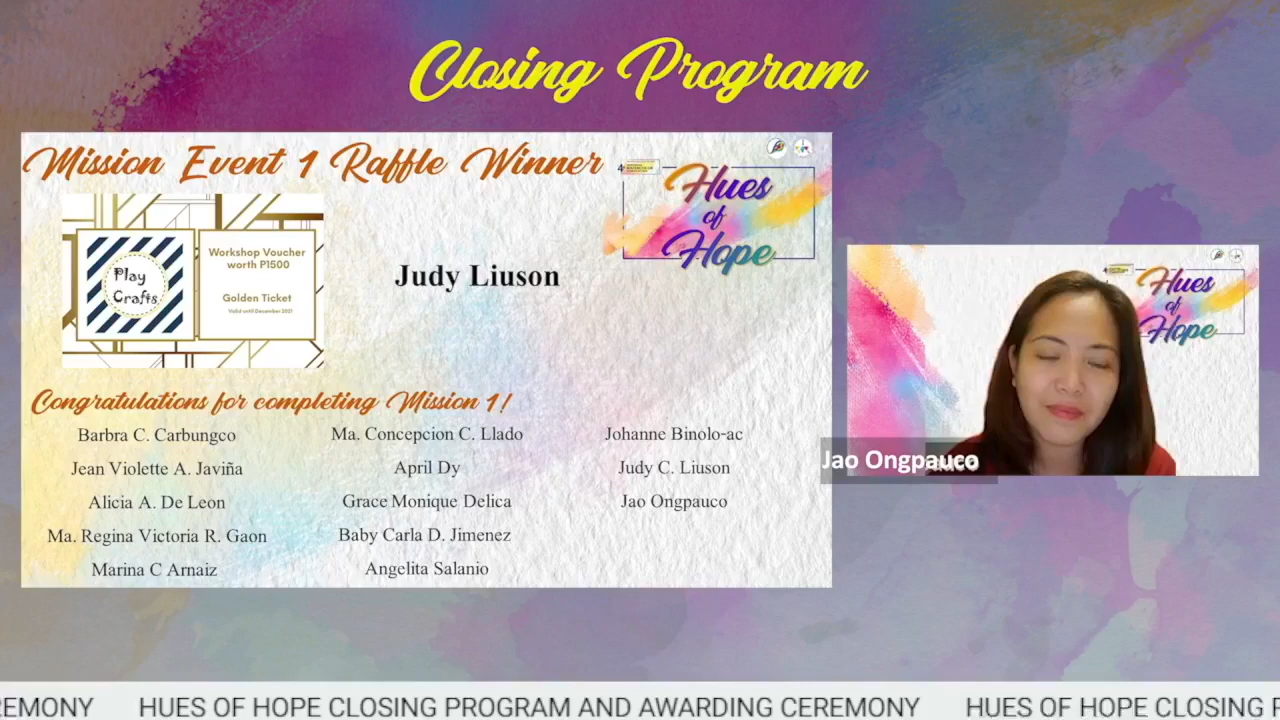 Closing Program
Mission Event 1 Raffle Winner
Hues
of
Hope
Play
Crafts
Workshop Voucher
worth P1500
Golden Ticket
Valid until December 2021
Judy Liuson
Congratulations for completing Mission 1!
Barbra C. Carbungco
Jean Violette A. Javiña
Alicia A. De Leon
Ma. Regina Victoria R. Gaon
Marina C Arnaiz
Ma. Concepcion C. Llado
April Dy
Grace Monique Delica
Baby Carla D. Jimenez
Angelita Salanio
Johanne Binolo-ac
Judy C. Liuson
Jao Ongpauco
Hues
of
Hope
Jao Ongpauco
EMONY HUES OF HOPE CLOSING PROGRAM AND AWARDING CEREMONY HUES OF HOPE CLOSING